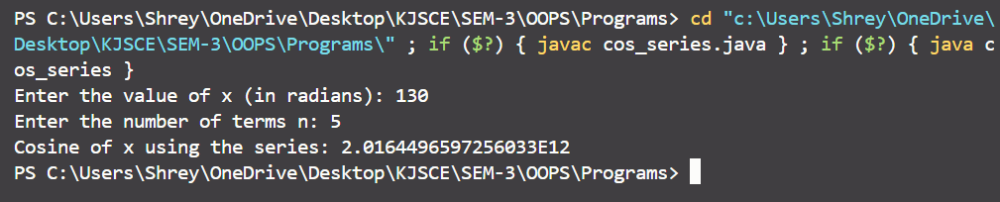 PS C:\Users\Shrey\OneDrive\Desktop\KJSCE\SEM-3\OOPS\Programs> cd "c:\Users\Shrey\OneDrive\
Desktop\KJSCE\SEM-3\OOPS\Programs\" ; if ($?) { javac cos_series.java } ; if ($?) { java c
os_series }
Enter the value of x (in radians): 130
Enter the number of terms n: 5
Cosine of x using the series: 2.0164496597256033E12
PS C:\Users\Shrey\OneDrive\Desktop\KJSCE\SEM-3\OOPS\Programs>